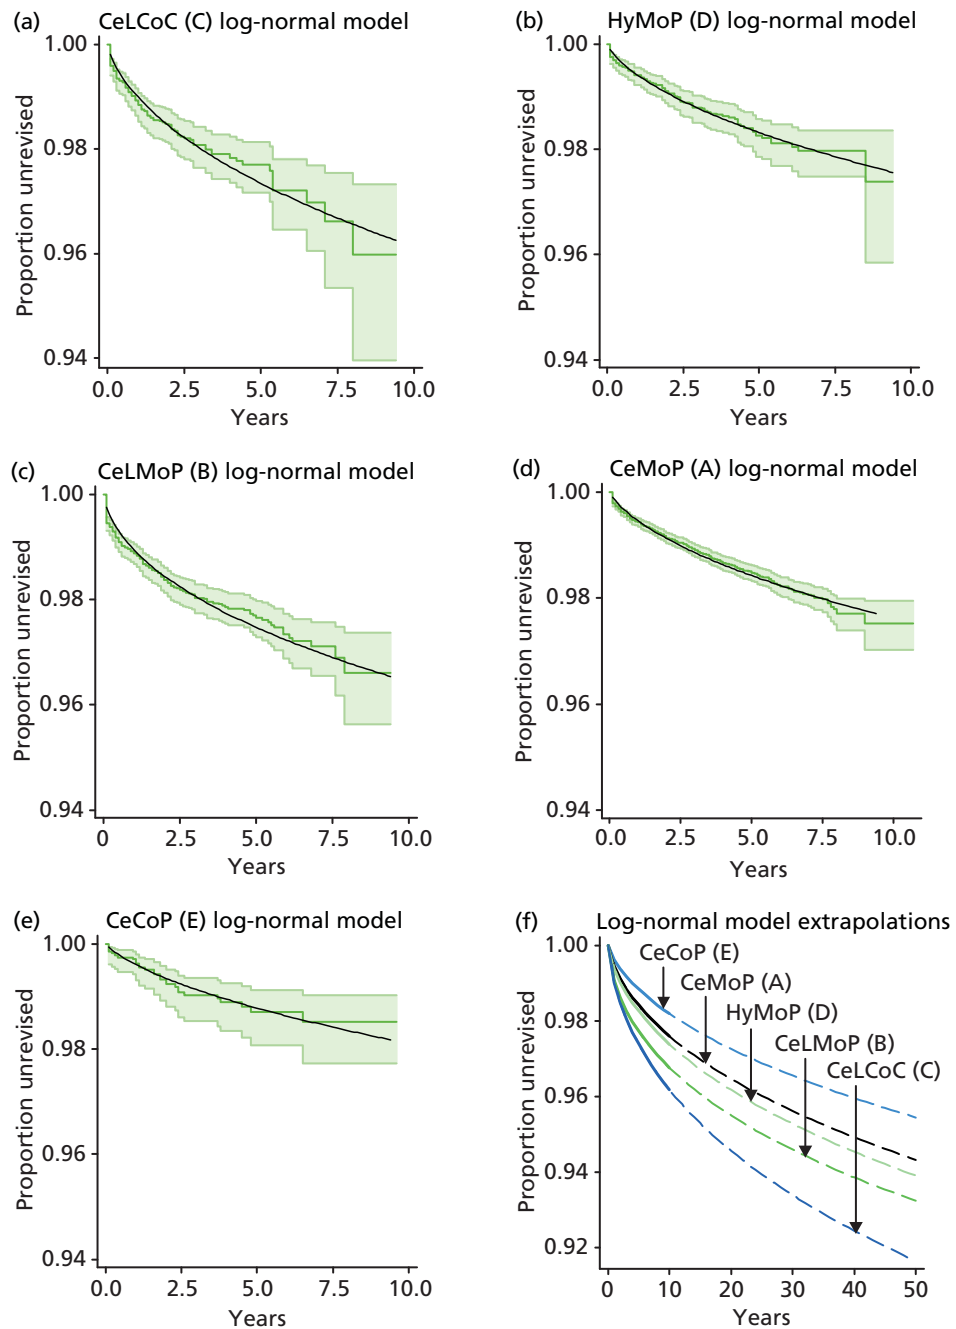 (a) CeLCoC (C) log-normal model
1.00
0.98
0.96
0.94
Proportion unrevised
0.0 2.5 5.0 7.5 10.0
Years
(b) HyMoP (D) log-normal model
1.00
0.98
0.96
0.94
Proportion unrevised
0.0 2.5 5.0 7.5 10.0
Years
(c) CeLMoP (B) log-normal model
1.00
0.98
0.96
0.94
Proportion unrevised
0 2.5 5.0 7.5 10.0
Years
(d) CeMoP (A) log-normal model
1.00
0.98
0.96
0.94
Proportion unrevised
0.0 2.5 5.0 7.5 10.0
Years
(e) CeCoP (E) log-normal model
1.00
0.98
0.96
0.94
Proportion unrevised
0.0 2.5 5.0 7.5 10.0
Years
(f) Log-normal model extrapolations
1.00
0.98
0.96
0.94
0.92
Proportion unrevised
CeCoP (E)
CeMoP (A)
HyMoP (D)
CeLMoP (B)
CeLCoC (C)
0 10 20 30 40 50
Years